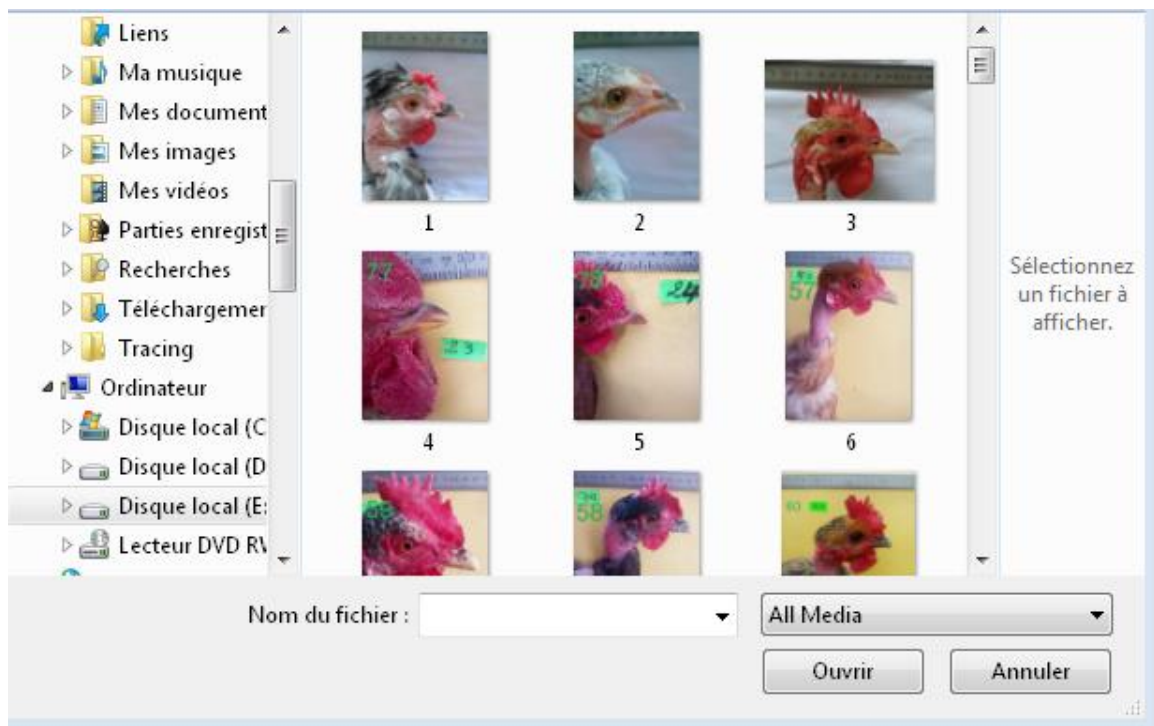 Liens
Ma musique
Mes document
Mes images
Mes vidéos
Parties enregist
Recherches
Téléchargemer
Tracing
Ordinateur
Disque local (C
Disque local (D
Disque local (E:
Lecteur DVD RV
1
2
3
77
23
4
24
5
57
6
58
Sélectionnez
un fichier à
afficher.
Nom du fichier :
All Media
Ouvrir
Annuler